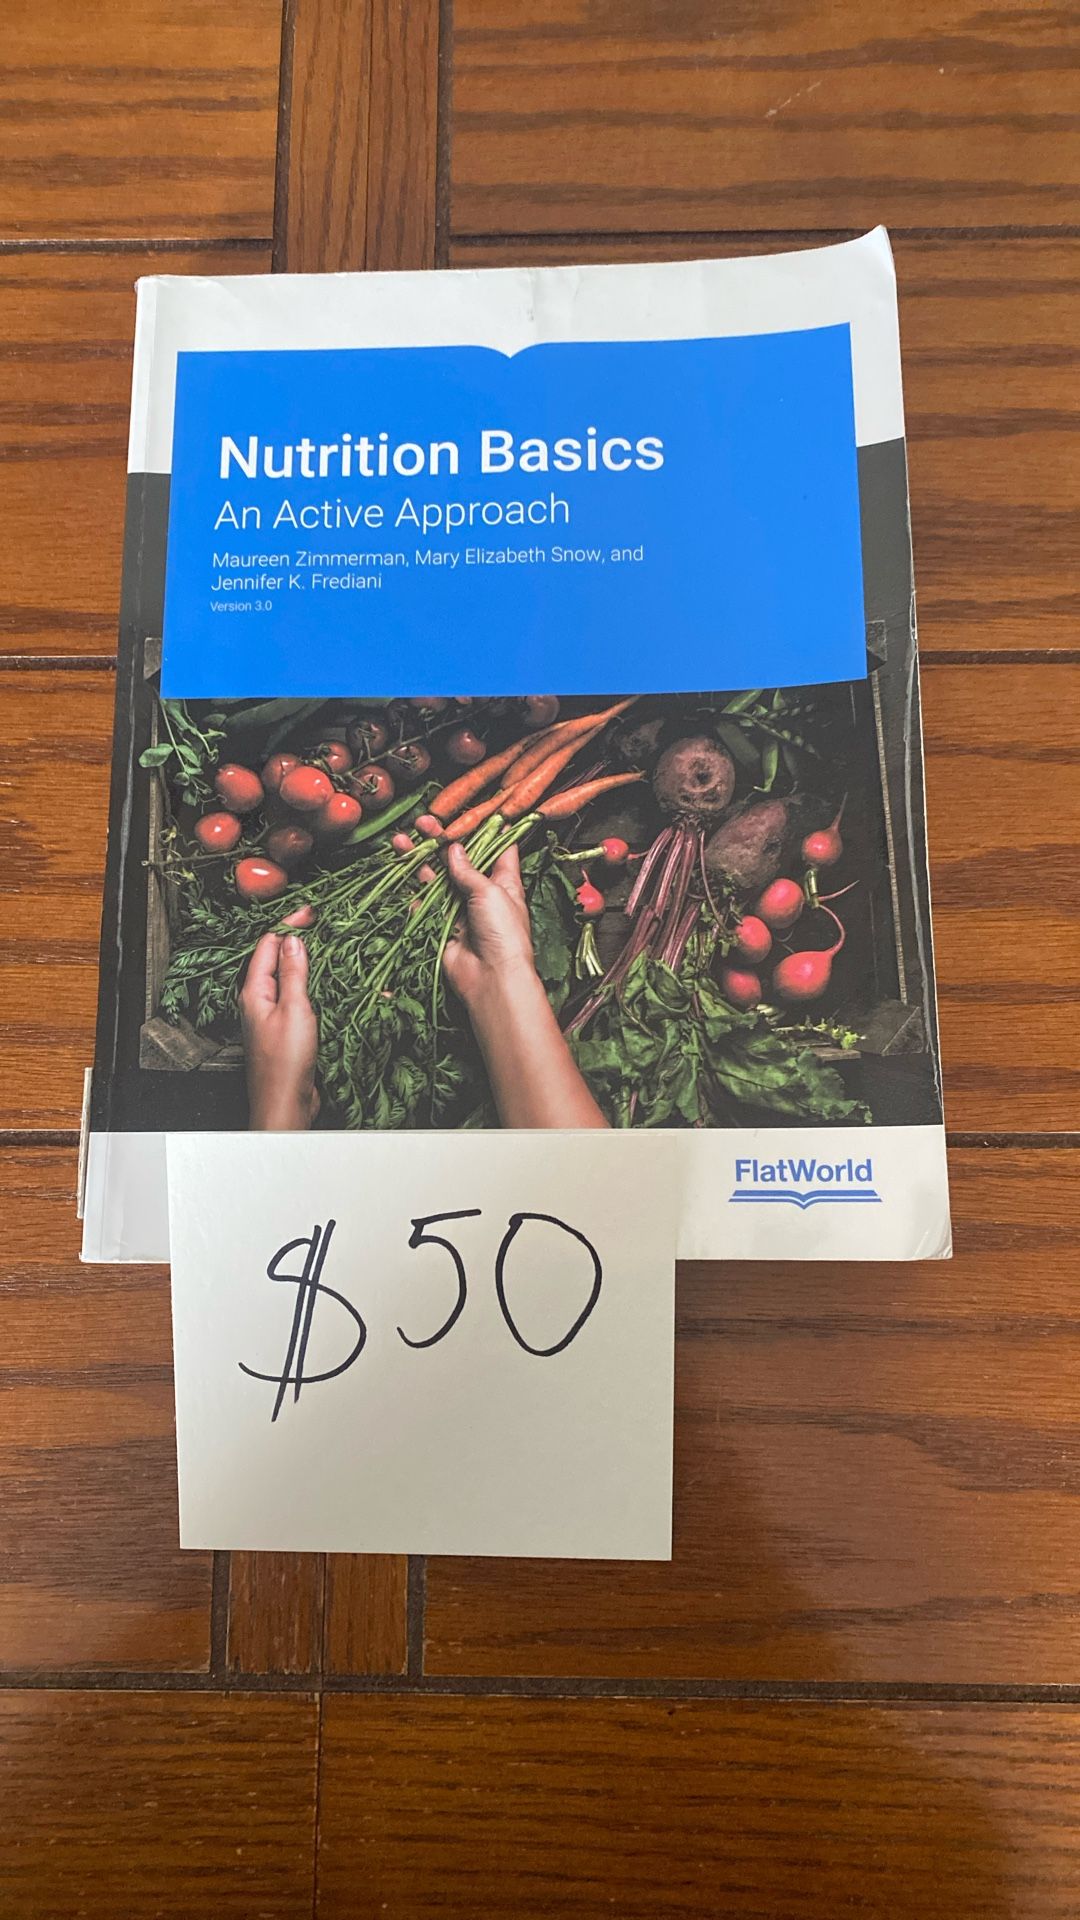 Nutrition Basics
An Active Approach
Maureen Zimmerman, Mary Elizabeth Snow, and
Jennifer K. Frediani
Version 3.0
FlatWorld
$50